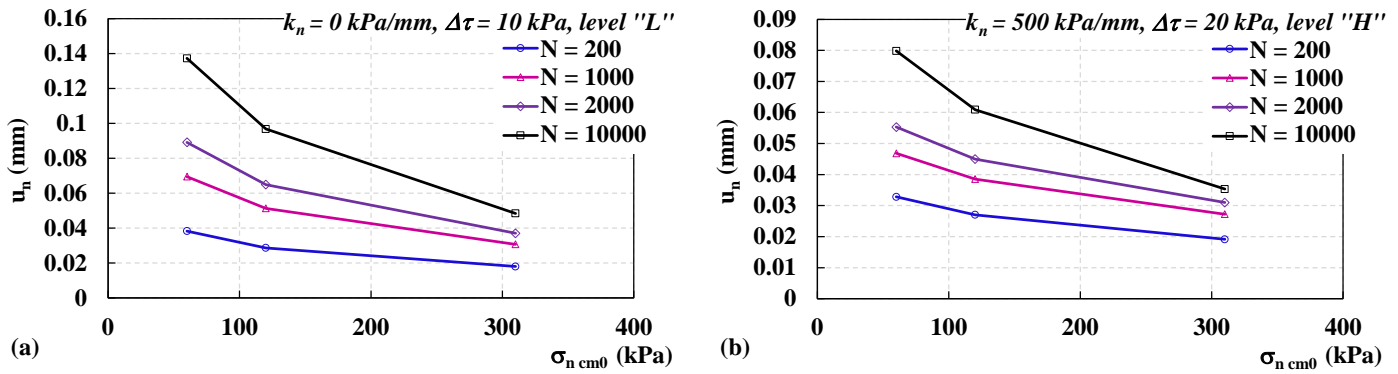 k_n = 0 kPa/mm, Δτ = 10 kPa, level "L"
0.16
0.14
0.12
0.1
0.08
0.06
0.04
0.02
0
u_n (mm)
N = 200
N = 1000
N = 2000
N = 10000
0
100
200
300
400
σ_n cm0 (kPa)
(a)
k_n = 500 kPa/mm, Δτ = 20 kPa, level "H"
0.09
0.08
0.07
0.06
0.05
0.04
0.03
0.02
0.01
0
u_n (mm)
N = 200
N = 1000
N = 2000
N = 10000
0
100
200
300
400
σ_n cm0 (kPa)
(b)